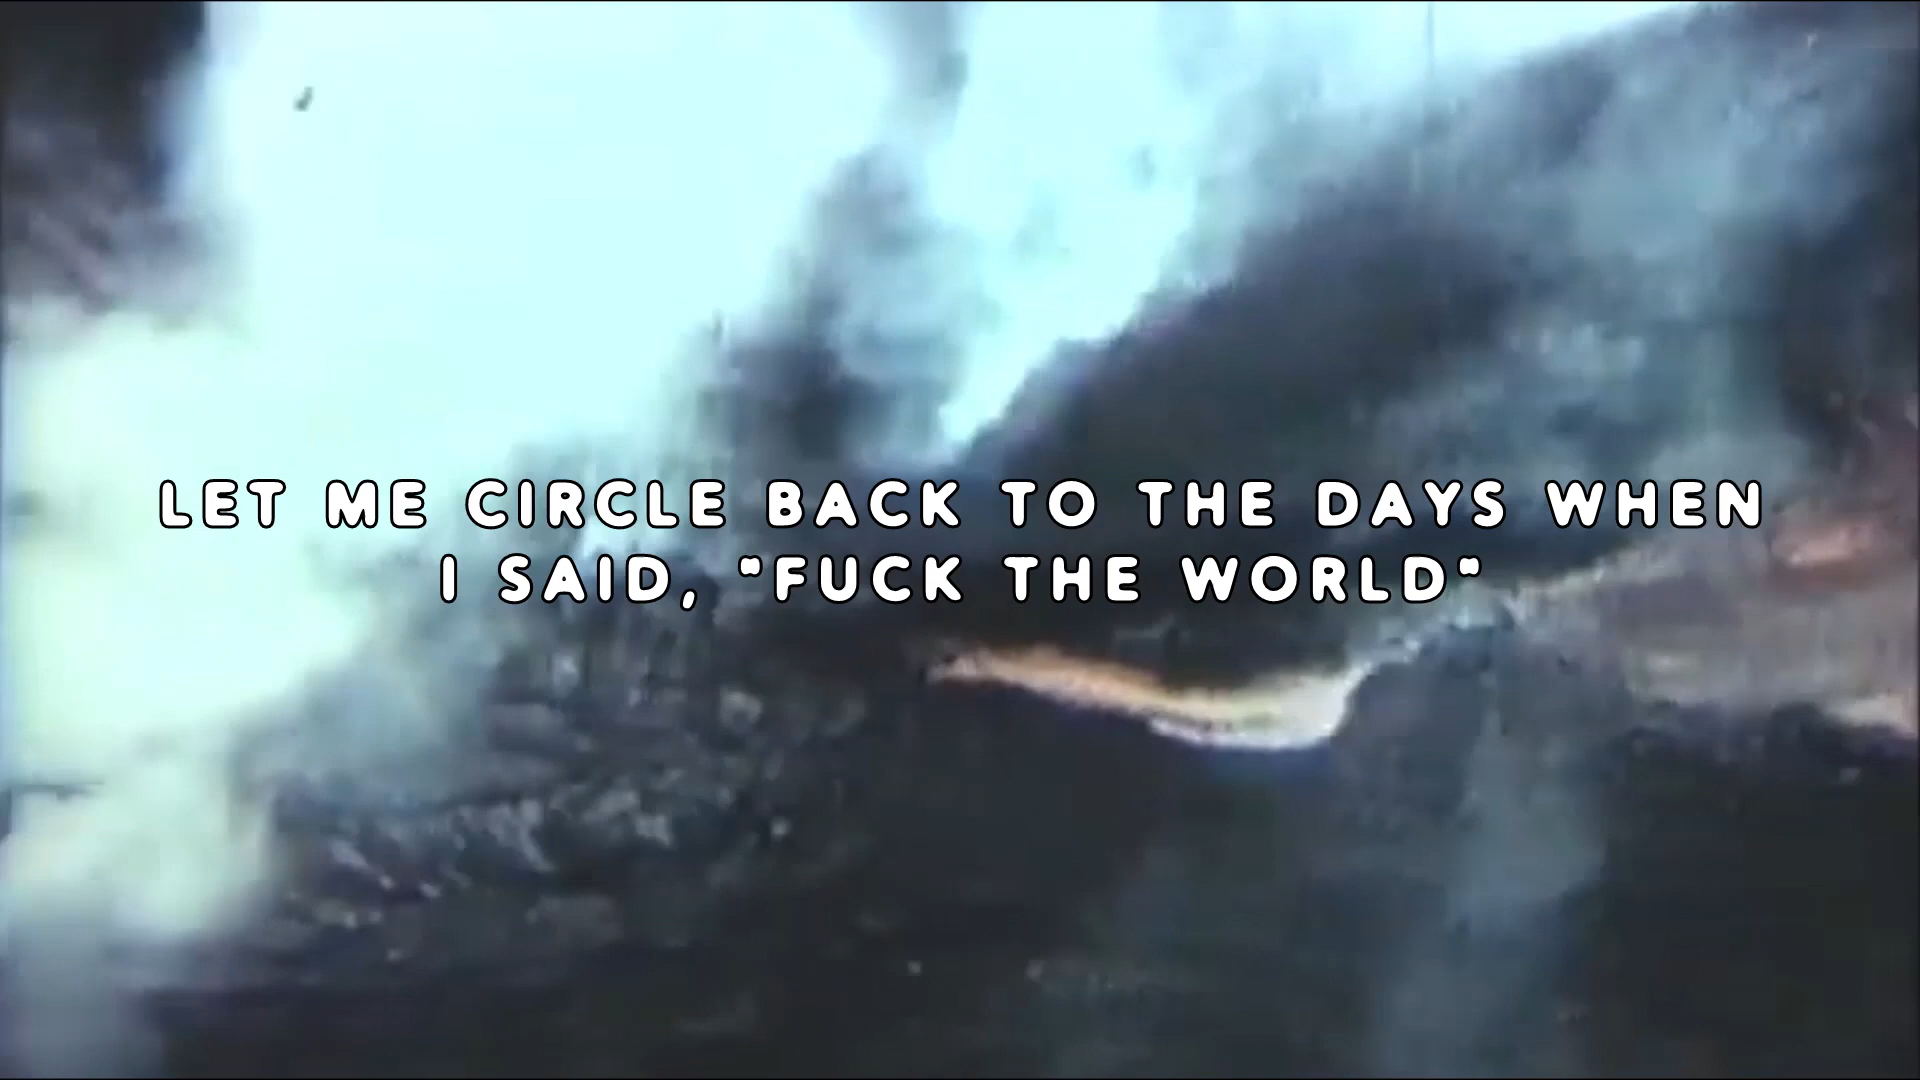 LET ME CIRCLE BACK TO THE DAYS WHEN
I SAID, "FUCK THE WORLD"